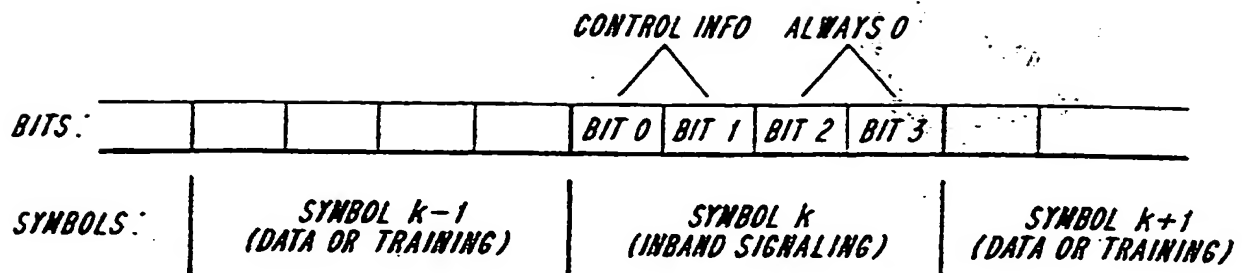 CONTROL INFO ALWAYS 0
BITS: BIT 0 BIT 1 BIT 2 BIT 3
SYMBOLS: SYMBOL k-1 SYMBOL k SYMBOL k+1
(DATA OR TRAINING) (INBAND SIGNALING) (DATA OR TRAINING)